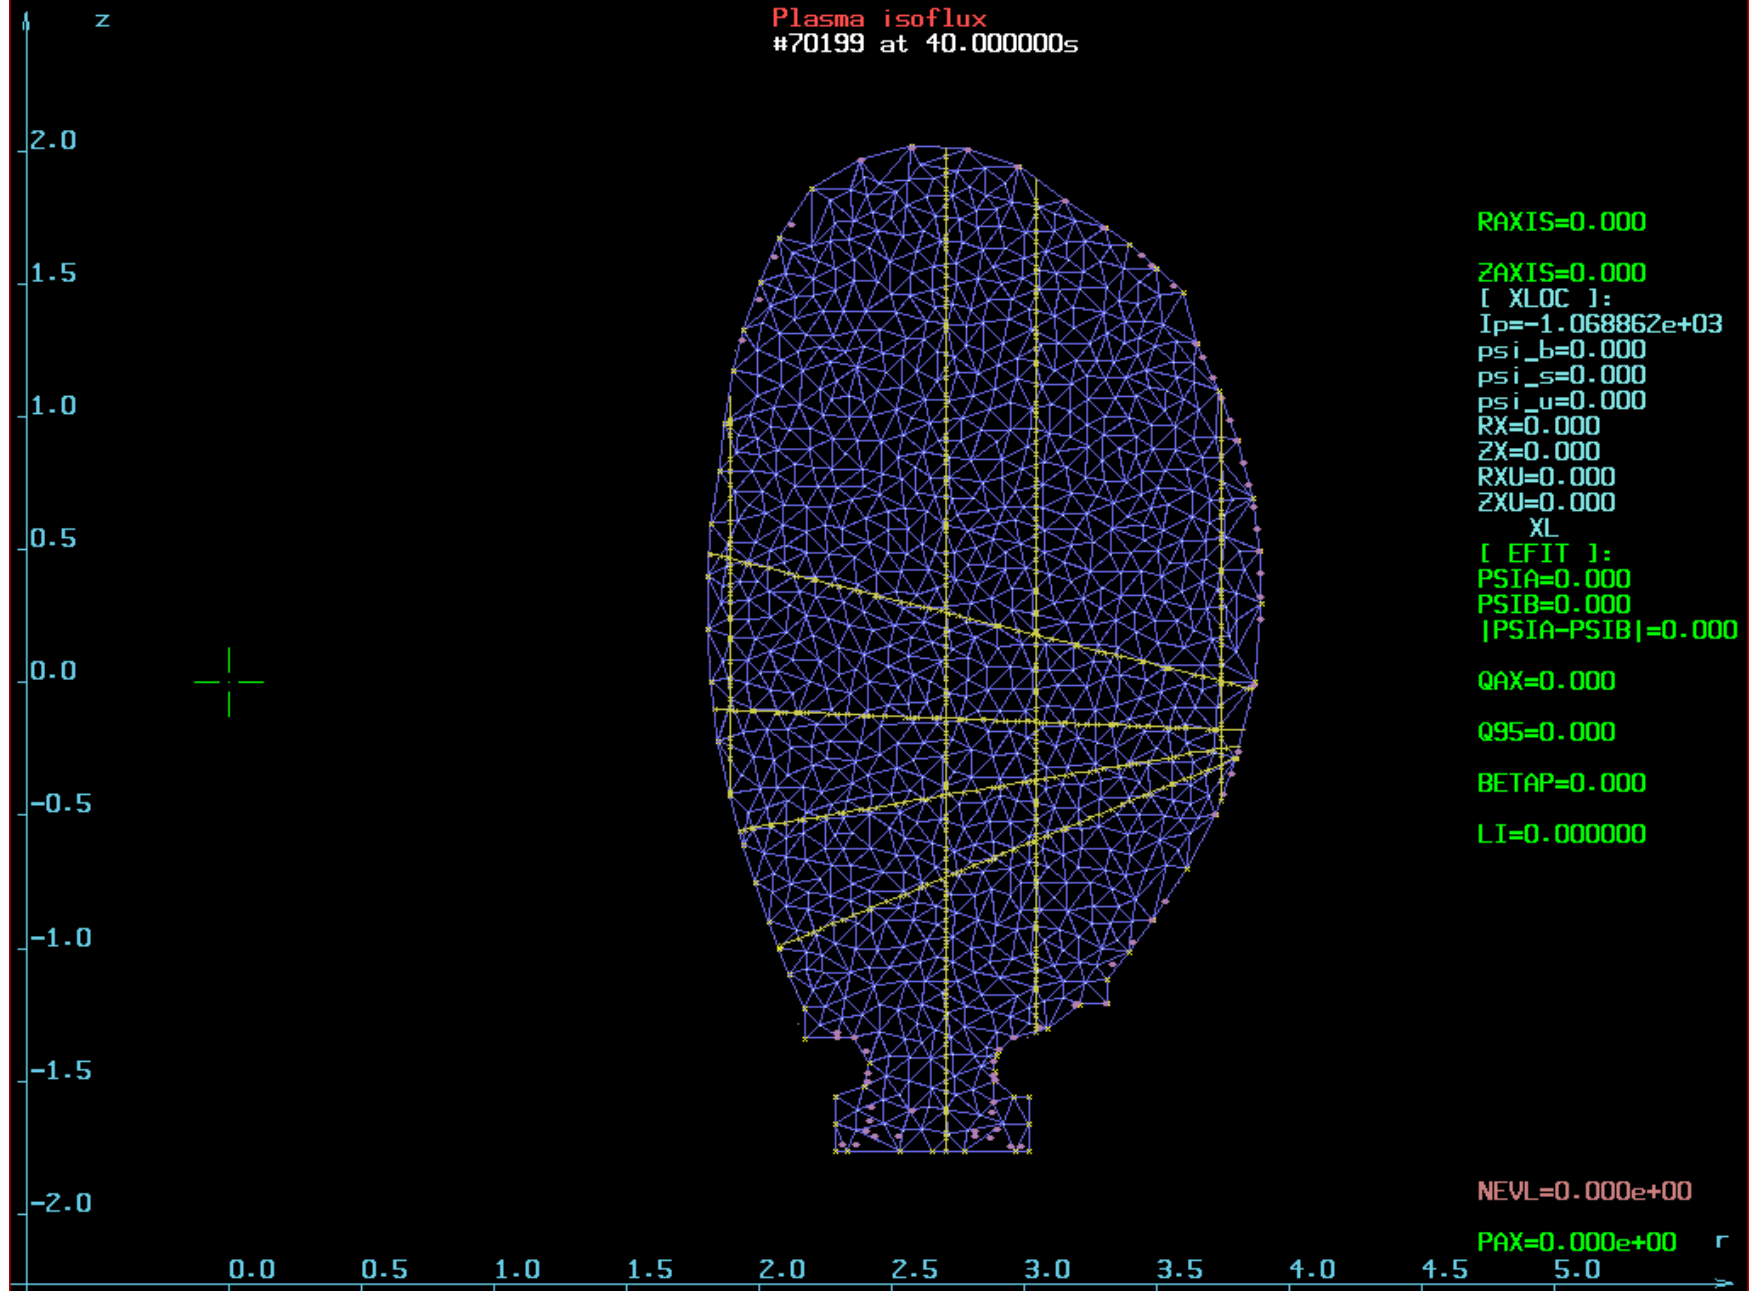 z
Plasma isoflux
#70199 at 40.000000s
2.0
1.5
1.0
0.5
0.0
-0.5
-1.0
-1.5
-2.0
RAXIS=0.000
ZAXIS=0.000
[ XLOC ]:
Ip=-1.068862e+03
psi_b=0.000
psi_s=0.000
psi_u=0.000
RX=0.000
ZX=0.000
RXU=0.000
ZXU=0.000
XL
[ EFIT ]:
PSIA=0.000
PSIB=0.000
|PSIA-PSIB|=0.000
QAX=0.000
Q95=0.000
BETAP=0.000
LI=0.000000
NEVL=0.000e+00
PAX=0.000e+00
r
0.0 0.5 1.0 1.5 2.0 2.5 3.0 3.5 4.0 4.5 5.0